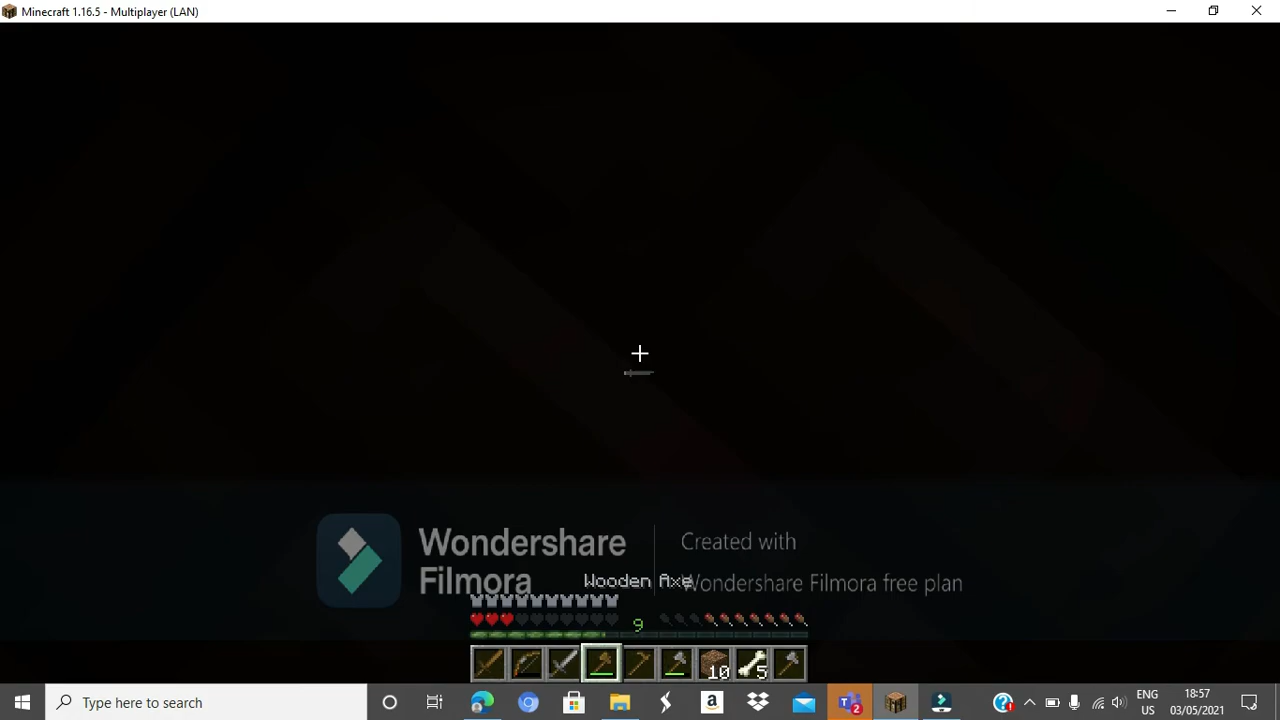 Minecraft 1.16.5 - Multiplayer (LAN)
Wondershare
Filmora
Created with
Wondershare Filmora free plan
Wooden Axe
9
10
5
Type here to search
a
2
ENG
US
18:57
03/05/2021